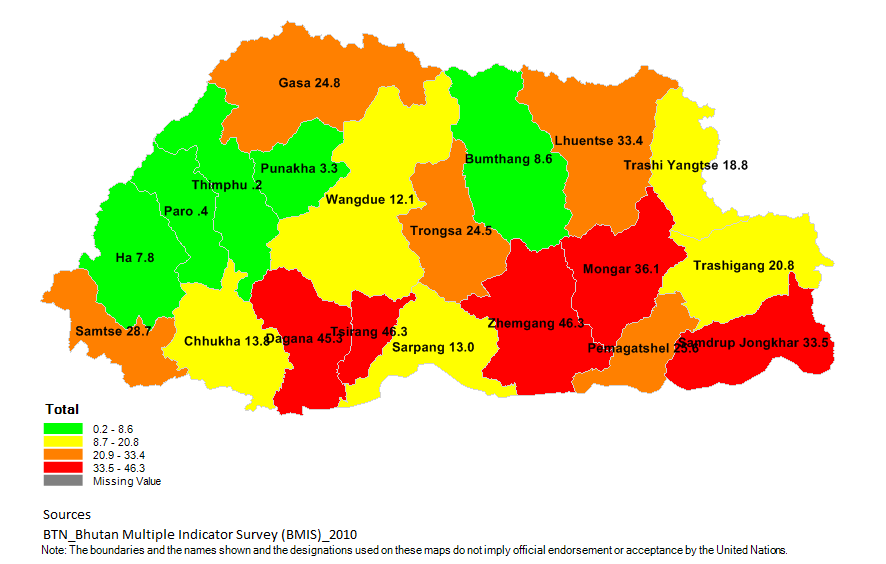 Gasa 24.8
Lhuentse 33.4
Bumthang 8.6
Trashi Yangtse 18.8
Punakha 3.3
Thimphu .2
Wangdue 12.1
Paro .4
Trongsa 24.5
Ha 7.8
Mongar 36.1
Trashigang 20.8
Samtse 28.7
Chhukha 13.8
Dagana 45.3
Tsirang 46.3
Zhemgang 46.3
Sarpang 13.0
Pemagatshel 25.6
Samdrup Jongkhar 33.5
Total
0.2 - 8.6
8.7 - 20.8
20.9 - 33.4
33.5 - 46.3
Missing Value
Sources
BTN_Bhutan Multiple Indicator Survey (BMIS)_2010
Note: The boundaries and the names shown and the designations used on these maps do not imply official endorsement or acceptance by the United Nations.